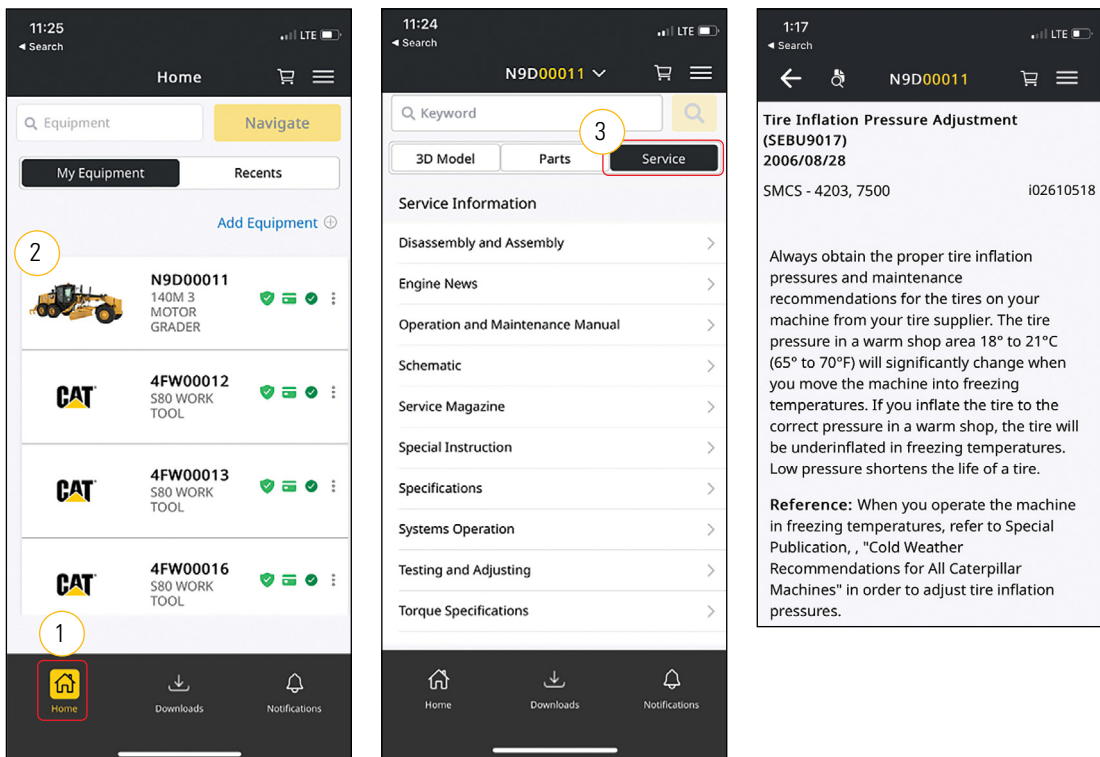 11:25
LTE
◄ Search
Home
Equipment
Navigate
My Equipment
Recents
Add Equipment
2
N9D00011
140M 3
MOTOR
GRADER
CAT
4FW00012
S80 WORK
TOOL
CAT
4FW00013
S80 WORK
TOOL
CAT
4FW00016
S80 WORK
TOOL
1
Home
Downloads
Notifications
11:24
LTE
◄ Search
N9D00011
Keyword
3
3D Model
Parts
Service
Service Information
Disassembly and Assembly
Engine News
Operation and Maintenance Manual
Schematic
Service Magazine
Special Instruction
Specifications
Systems Operation
Testing and Adjusting
Torque Specifications
Home
Downloads
Notifications
1:17
LTE
◄ Search
N9D00011
Tire Inflation Pressure Adjustment
(SEBU9017)
2006/08/28
SMCS - 4203, 7500 i02610518
Always obtain the proper tire inflation
pressures and maintenance
recommendations for the tires on your
machine from your tire supplier. The tire
pressure in a warm shop area 18° to 21°C
(65° to 70°F) will significantly change when
you move the machine into freezing
temperatures. If you inflate the tire to the
correct pressure in a warm shop, the tire will
be underinflated in freezing temperatures.
Low pressure shortens the life of a tire.
Reference: When you operate the machine
in freezing temperatures, refer to Special
Publication, , "Cold Weather
Recommendations for All Caterpillar
Machines" in order to adjust tire inflation
pressures.